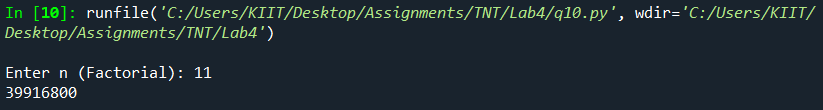 In [10]: runfile('C:/Users/KIIT/Desktop/Assignments/TNT/Lab4/q10.py', wdir='C:/Users/KIIT/
Desktop/Assignments/TNT/Lab4')
Enter n (Factorial): 11
39916800